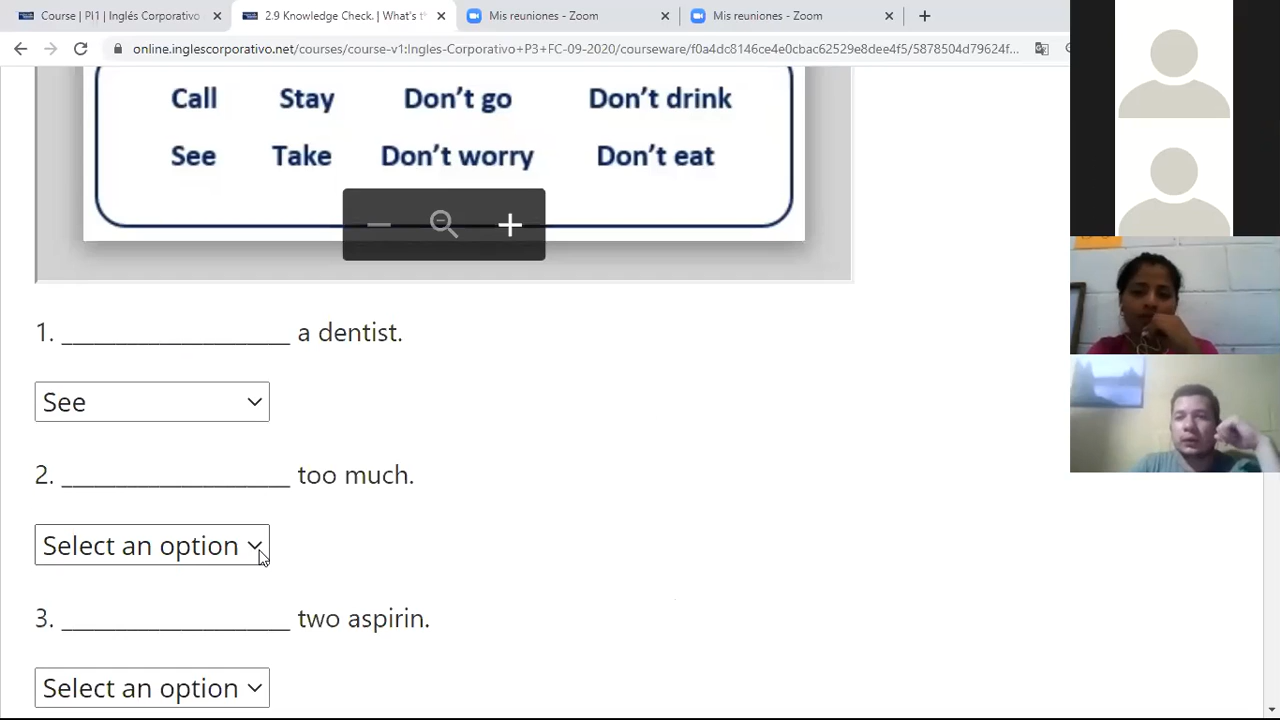 Course | Pi1 | Inglés Corporativo
2.9 Knowledge Check. | What's t
Mis reuniones - Zoom
Mis reuniones - Zoom
online.inglescorporativo.net/courses/course-v1:Ingles-Corporativo+P3+FC-09-2020/courseware/f0a4dc8146ce4e0cbac62529e8dee4f5/5878504d79624f...
Call Stay Don't go Don't drink
See Take Don't worry Don't eat
1. ____________________ a dentist.
See
2. ____________________ too much.
Select an option
3. ____________________ two aspirin.
Select an option